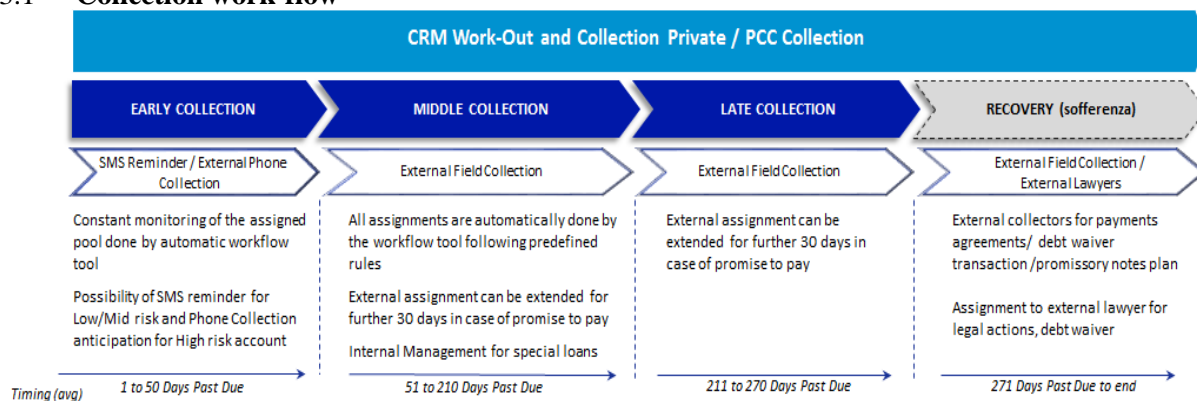 Collection work-flow
CRM Work-Out and Collection Private / PCC Collection
EARLY COLLECTION
MIDDLE COLLECTION
LATE COLLECTION
RECOVERY (sofferenza)
SMS Reminder / External Phone
Collection
External Field Collection
External Field Collection
External Field Collection /
External Lawyers
Constant monitoring of the assigned
pool done by automatic workflow
tool
Possibility of SMS reminder for
Low/Mid risk and Phone Collection
anticipation for High risk account
All assignments are automatically done by
the workflow tool following predefined
rules
External assignment can be extended for
further 30 days in case of promise to pay
Internal Management for special loans
External assignment can be
extended for further 30 days in
case of promise to pay
External collectors for payments
agreements/ debt waiver
transaction /promissory notes plan
Assignment to external lawyer for
legal actions, debt waiver
Timing (avg)
1 to 50 Days Past Due
51 to 210 Days Past Due
211 to 270 Days Past Due
271 Days Past Due to end